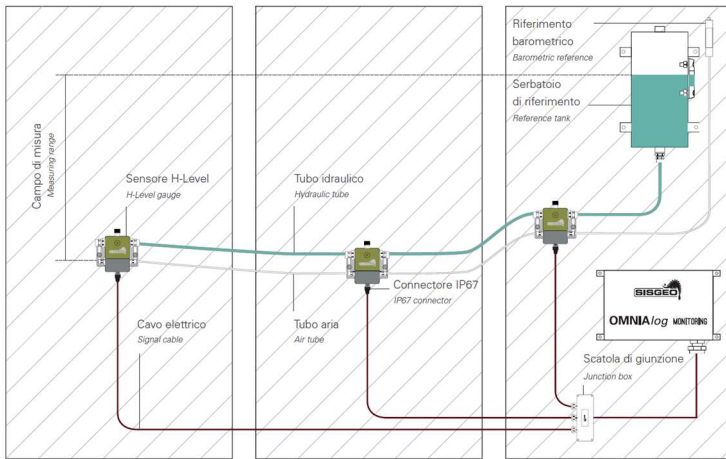 Riferimento
barometrico
Barometric reference
Serbatoio
di riferimento
Reference tank
Campo di misura
Measuring range
Sensore H-Level
H-Level gauge
Tubo idraulico
Hydraulic tube
Connectore IP67
IP67 connector
Cavo elettrico
Signal cable
Tubo aria
Air tube
SISGEO
OMNIAlog MONITORING
Scatola di giunzione
Junction box